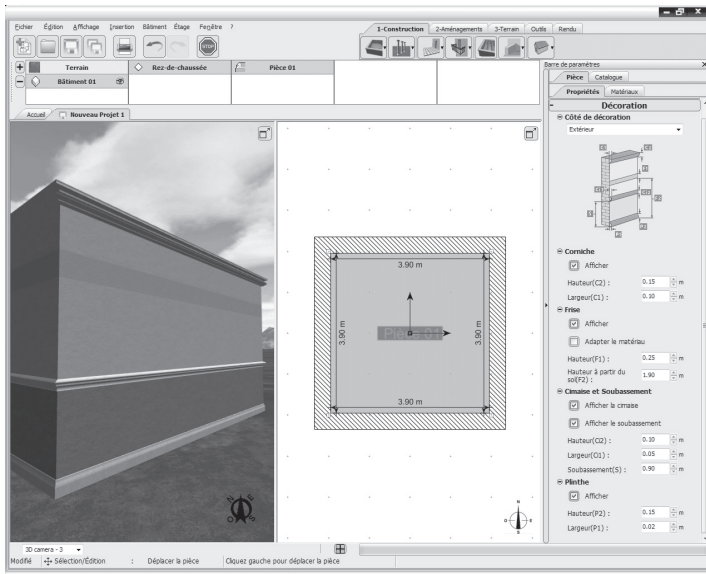 Fichier Édition Affichage Insertion Bâtiment Étage Fenêtre ?
1-Construction 2-Aménagements 3-Terrain Outils Rendu
STOP
Terrain
Bâtiment 01
Rez-de-chaussée
Pièce 01
Accueil Nouveau Projet 1
Barre de paramètres
Pièce Catalogue
Propriétés Matériaux
Décoration
Côté de décoration
Extérieur
Corniche
Afficher
Hauteur(C2) : 0.15 m
Largeur(C1) : 0.10 m
Frise
Afficher
Adapter le matériau
Hauteur(F1) : 0.25 m
Hauteur à partir du
sol(F2) : 1.90 m
Cimaise et Soubassement
Afficher la cimaise
Afficher le soubassement
Hauteur(O2) : 0.10 m
Largeur(O1) : 0.05 m
Soubassement(S) : 0.90 m
Plinthe
Afficher
Hauteur(P2) : 0.15 m
Largeur(P1) : 0.02 m
3.90 m
3.90 m
Pièce 01
3.90 m
3.90 m
N
E
S
O
N
O E
S
3D camera - 3
Modifié Sélection/Édition : Déplacer la pièce Cliquez gauche pour déplacer la pièce